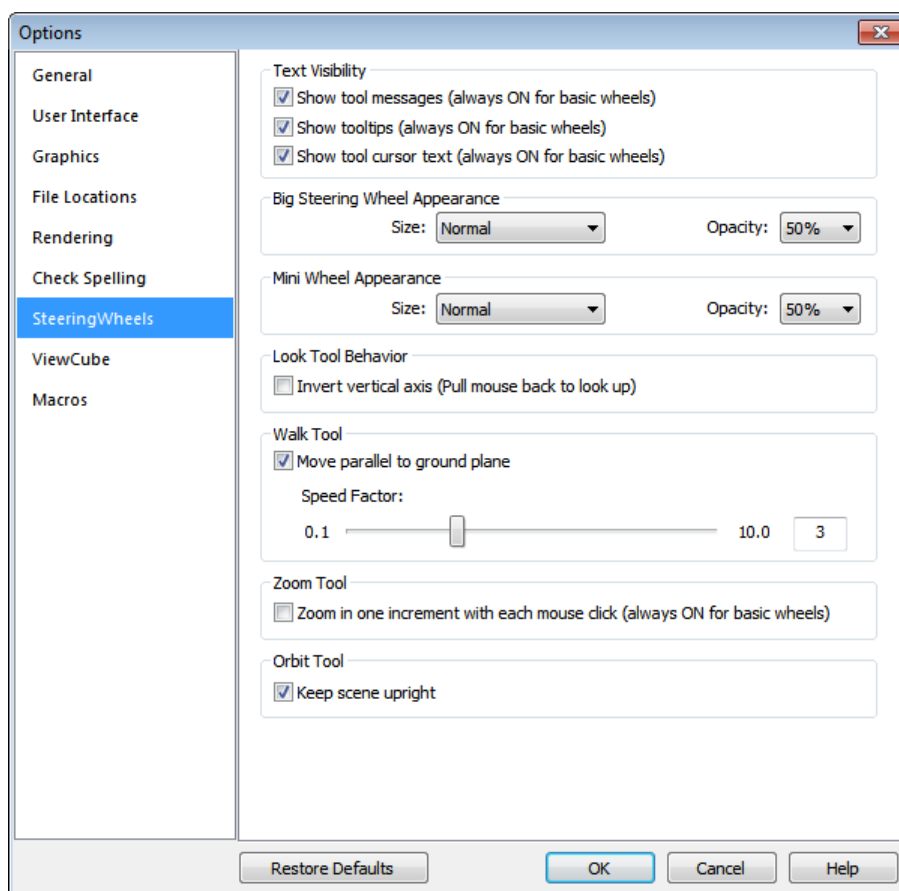 Options
General
User Interface
Graphics
File Locations
Rendering
Check Spelling
SteeringWheels
ViewCube
Macros
Text Visibility
Show tool messages (always ON for basic wheels)
Show tooltips (always ON for basic wheels)
Show tool cursor text (always ON for basic wheels)
Big Steering Wheel Appearance
Size: Normal Opacity: 50%
Mini Wheel Appearance
Size: Normal Opacity: 50%
Look Tool Behavior
Invert vertical axis (Pull mouse back to look up)
Walk Tool
Move parallel to ground plane
Speed Factor:
0.1 10.0 3
Zoom Tool
Zoom in one increment with each mouse click (always ON for basic wheels)
Orbit Tool
Keep scene upright
Restore Defaults OK Cancel Help